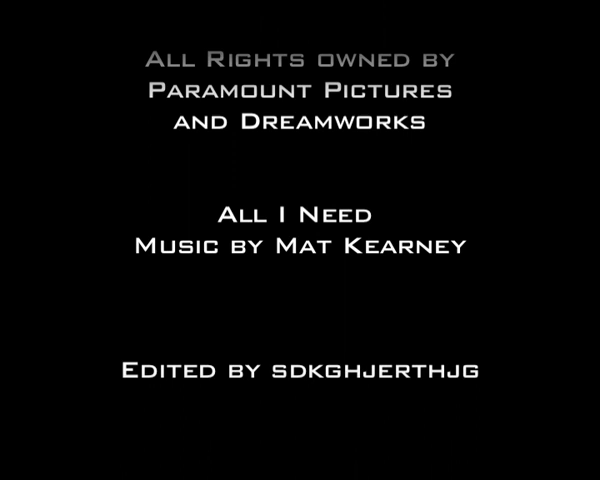 All Rights owned by
Paramount Pictures
and Dreamworks
All I Need
Music by Mat Kearney
Edited by sdkghjerthjg